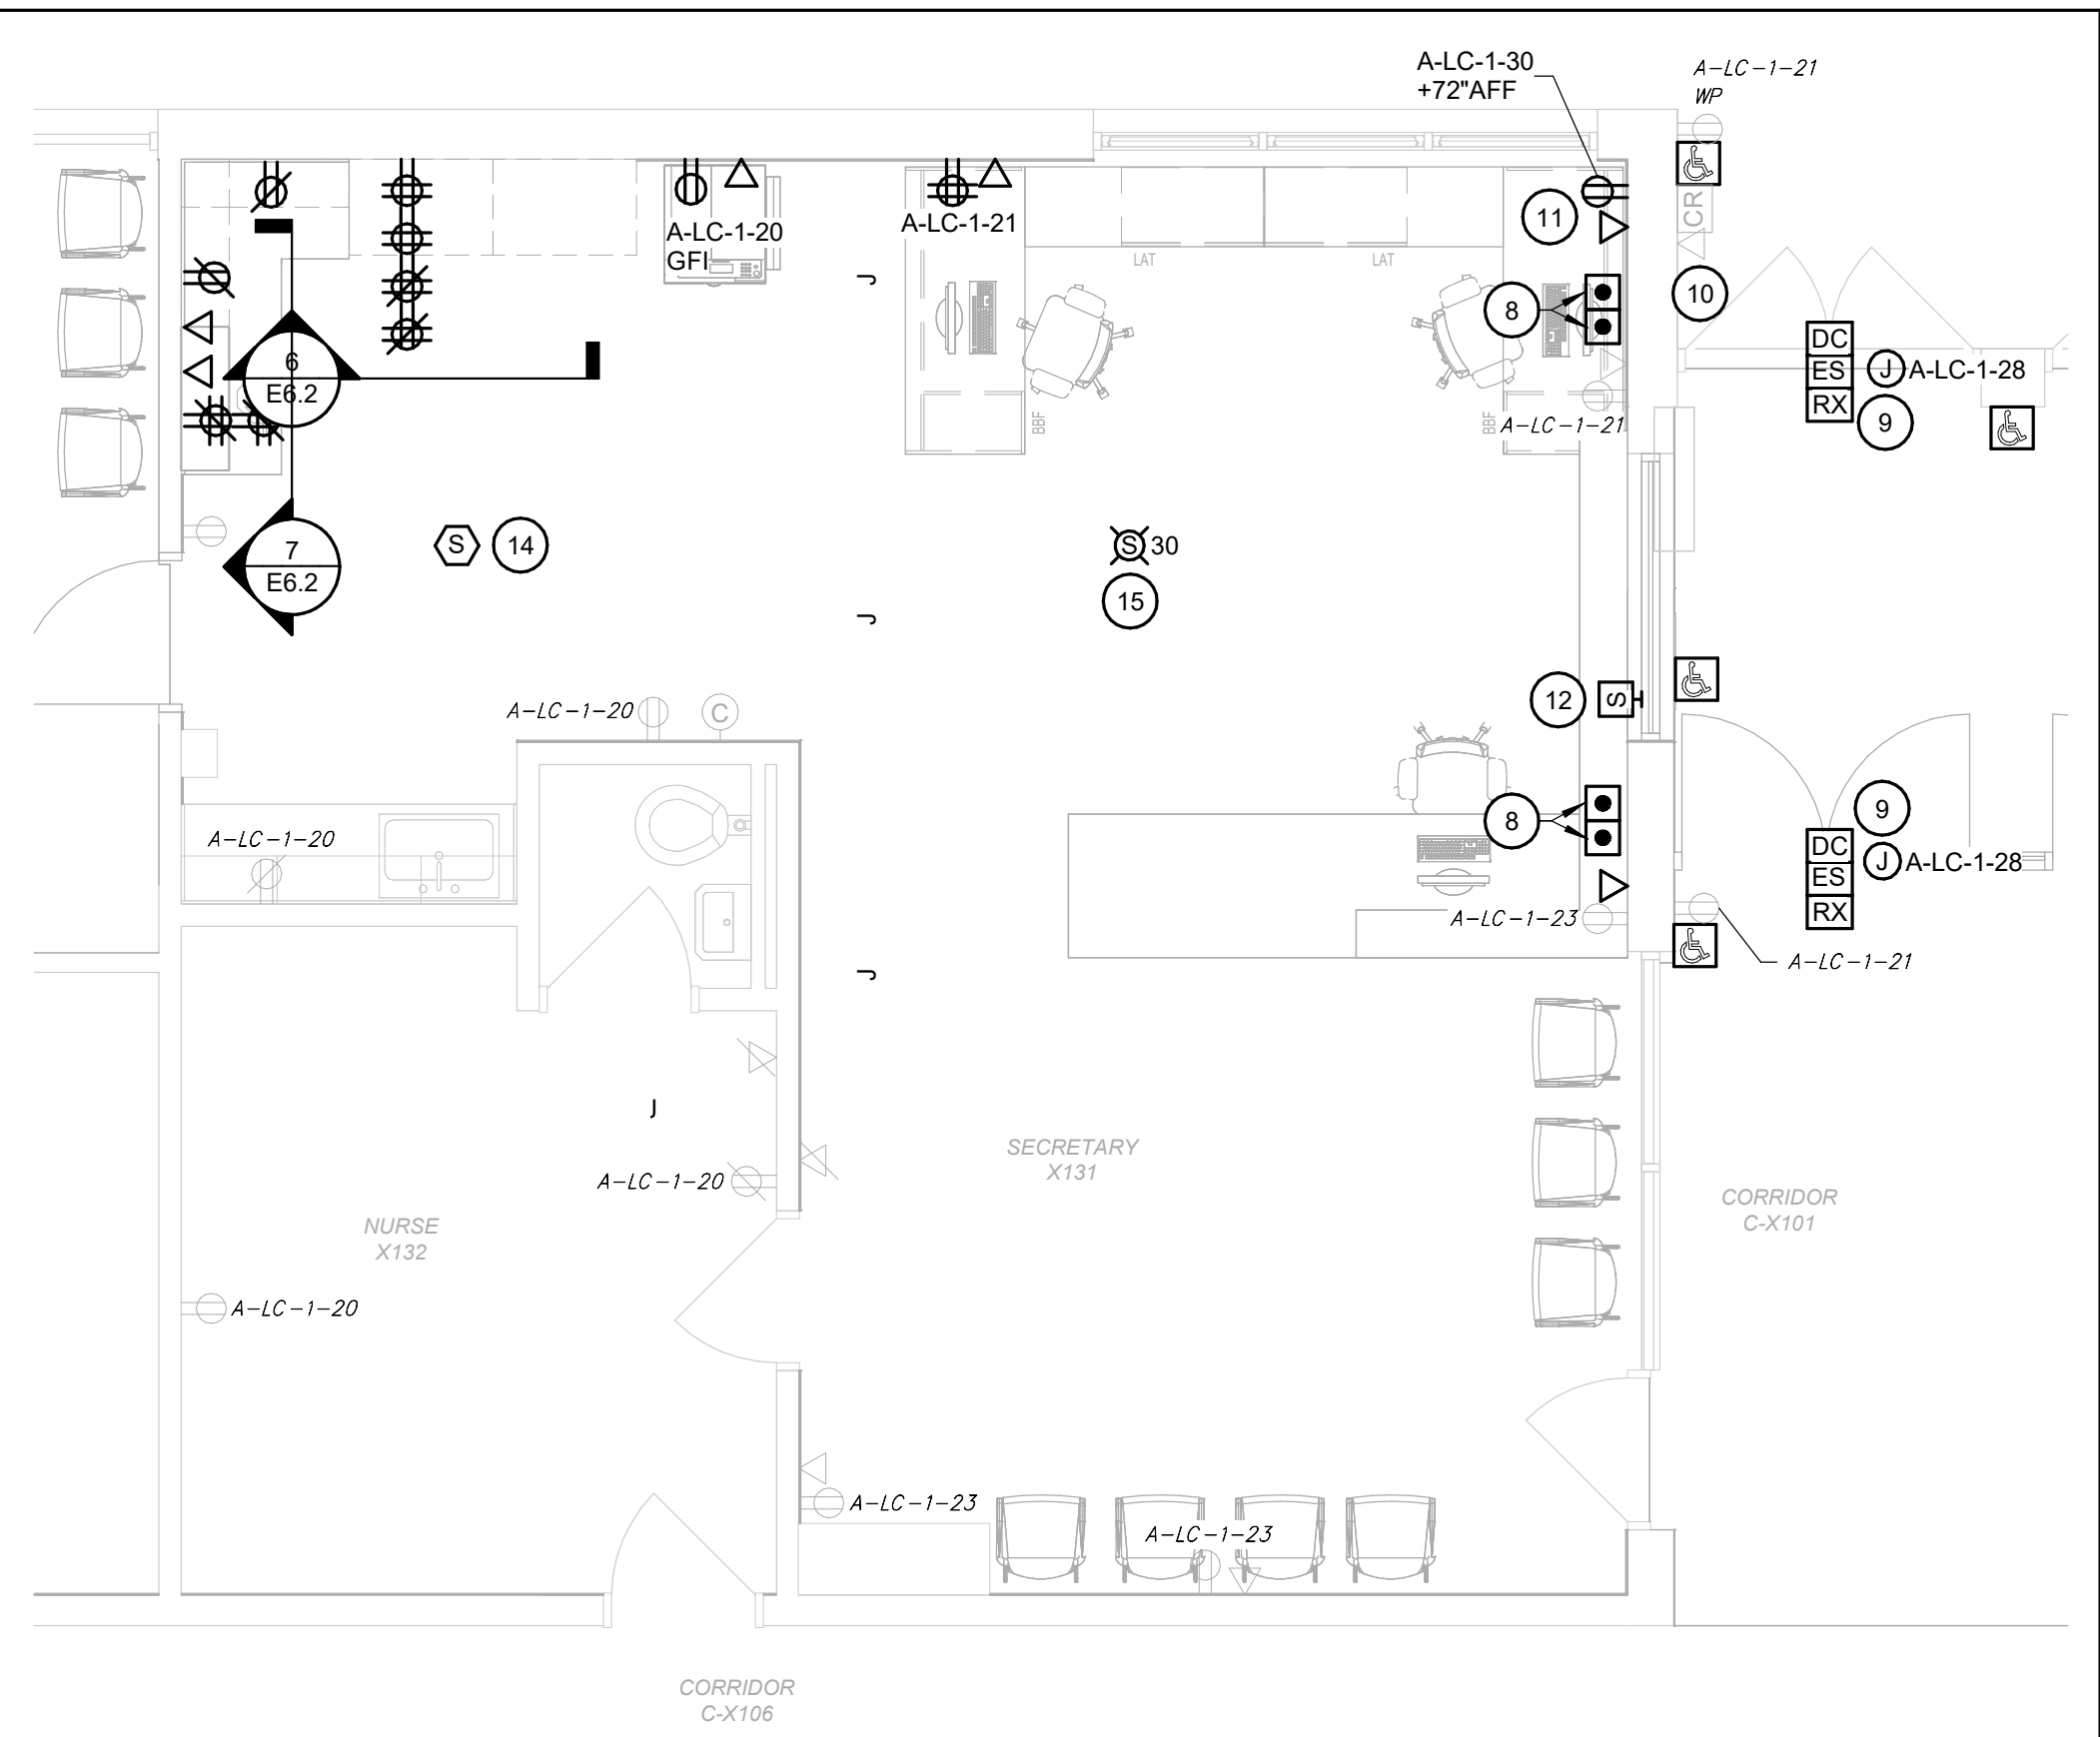 A-LC-1-30
+72"AFF
A-LC-1-21
WP
CR
A-LC-1-20
GFI
A-LC-1-21
11
LAT
LAT
8
10
6
E6.2
DC
ES
RX
J
A-LC-1-28
9
BBF
BBF
A-LC-1-21
J
7
E6.2
S
14
S
30
15
J
12
S
A-LC-1-20
C
8
9
DC
ES
RX
J
A-LC-1-28
A-LC-1-20
A-LC-1-23
A-LC-1-21
J
J
SECRETARY
X131
A-LC-1-20
NURSE
X132
CORRIDOR
C-X101
A-LC-1-20
A-LC-1-23
A-LC-1-23
CORRIDOR
C-X106